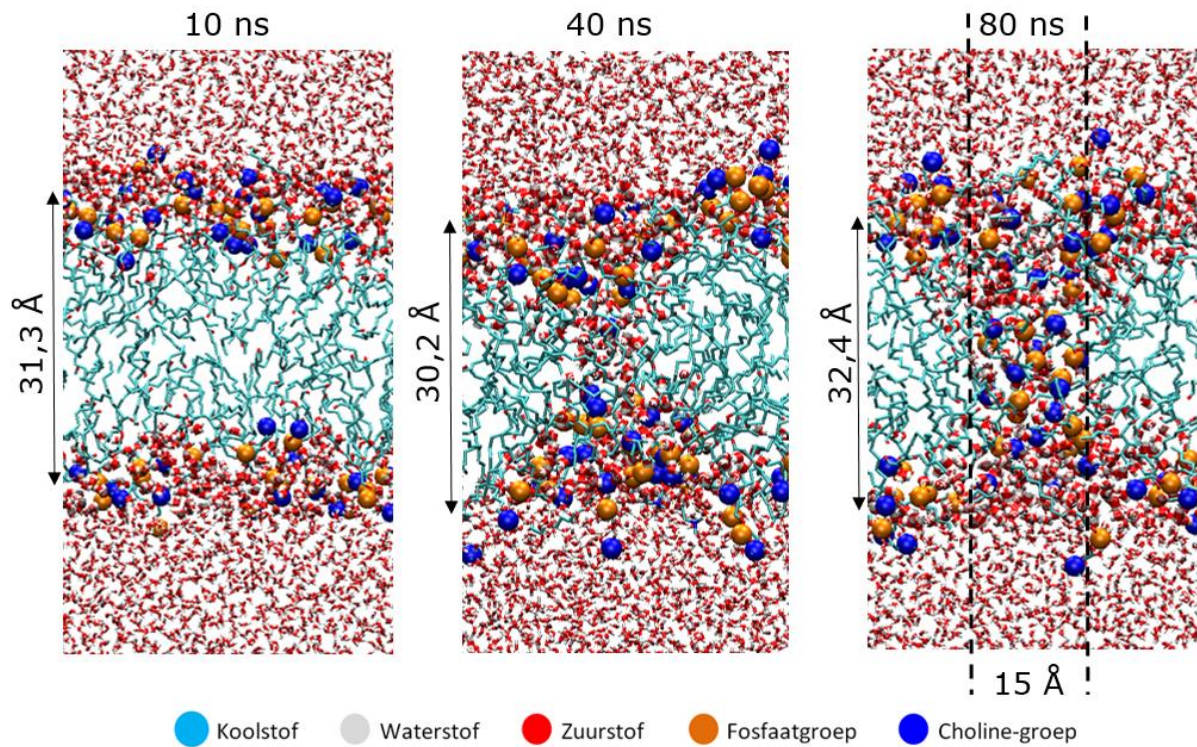 10 ns
40 ns
80 ns
31,3 Å
30,2 Å
32,4 Å
15 Å
Koolstof
Waterstof
Zuurstof
Fosfaatgroep
Choline-groep